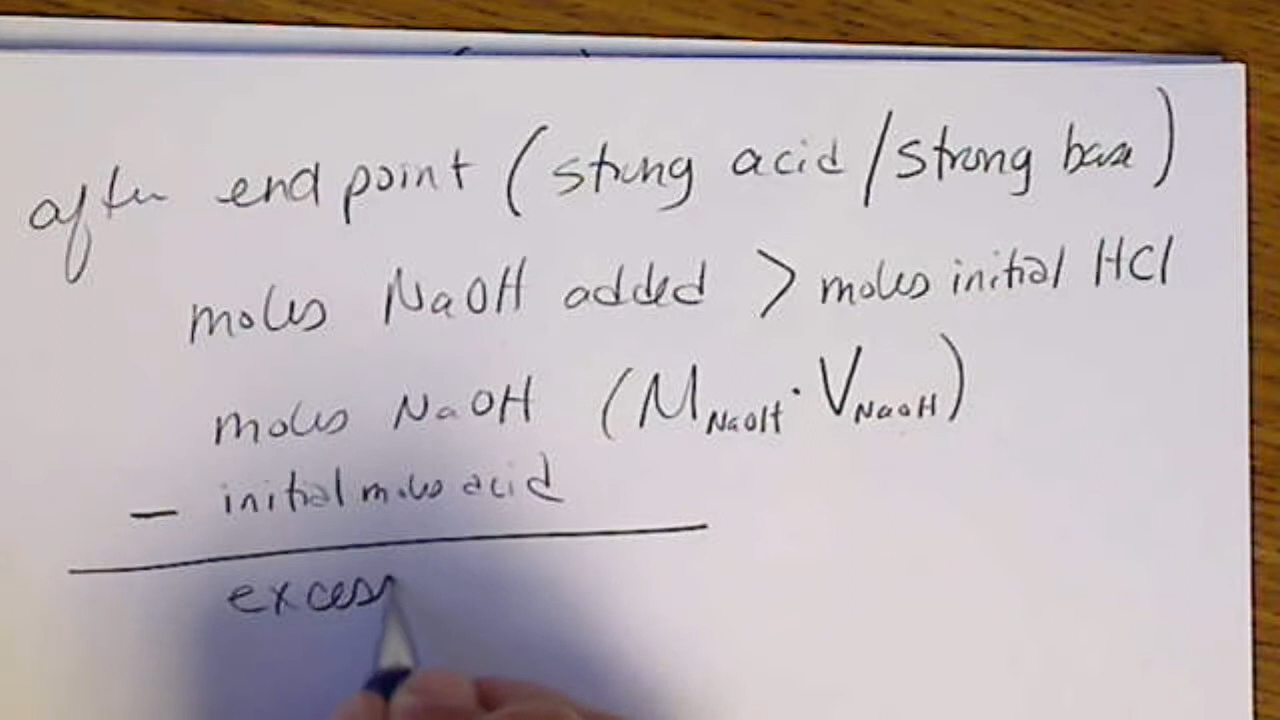 after end point (strong acid/strong base)
moles NaOH added > moles initial HCl
moles NaOH (M_NaOH · V_NaOH)
— initial moles acid
excess